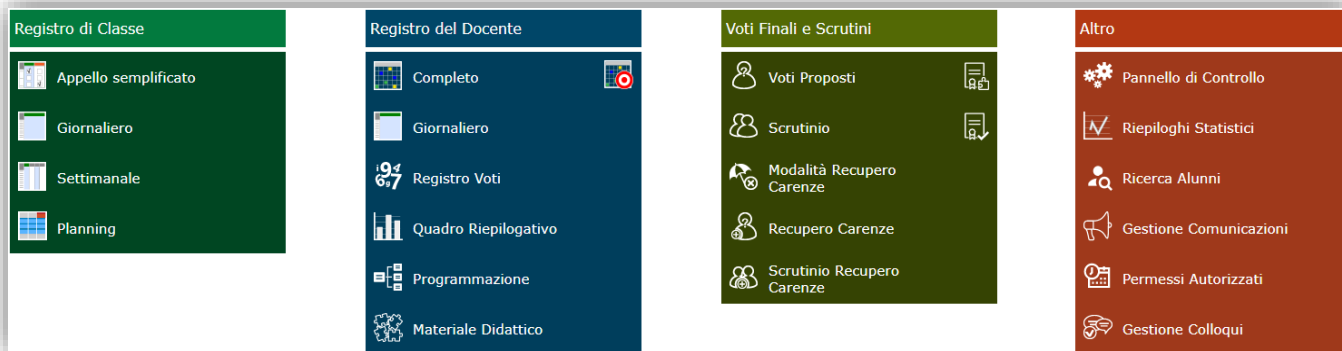 Registro di Classe
Appello semplificato
Giornaliero
Settimanale
Planning
Registro del Docente
Completo
Giornaliero
Registro Voti
Quadro Riepilogativo
Programmazione
Materiale Didattico
Voti Finali e Scrutini
Voti Proposti
Scrutinio
Modalità Recupero
Carenze
Recupero Carenze
Scrutinio Recupero
Carenze
Altro
Pannello di Controllo
Riepiloghi Statistici
Ricerca Alunni
Gestione Comunicazioni
Permessi Autorizzati
Gestione Colloqui